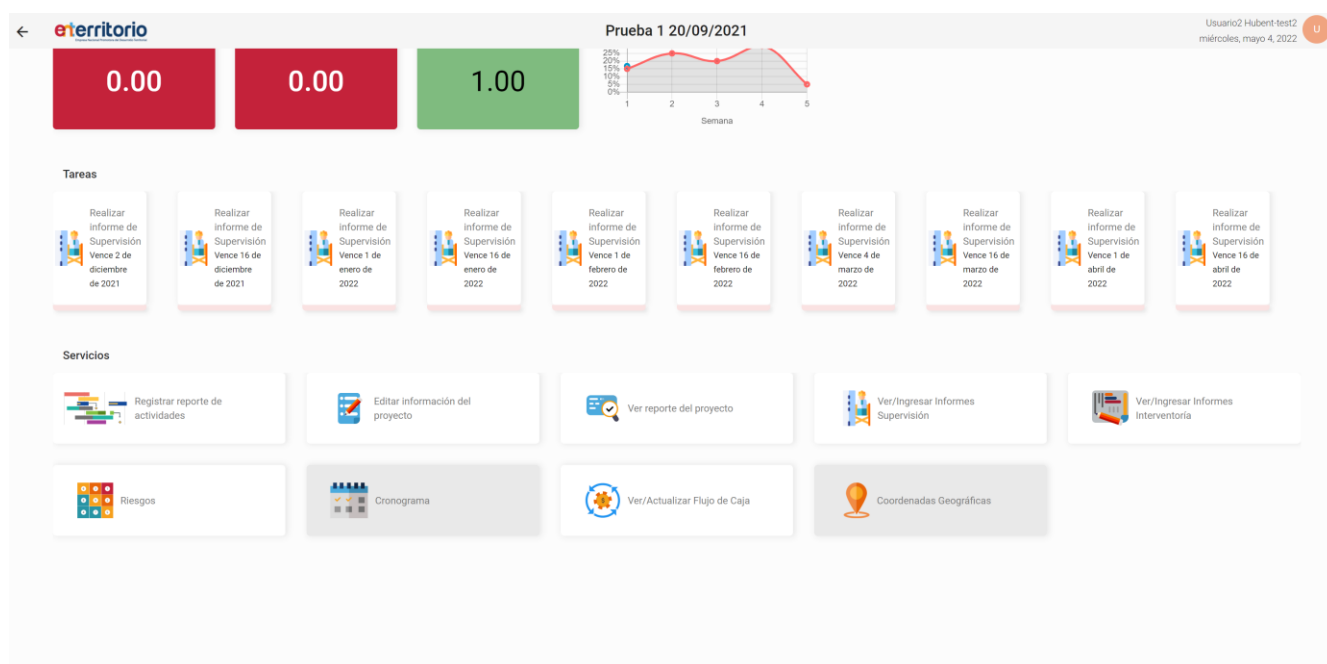 enterritorio
Prueba 1 20/09/2021
Usuario2 Hubent-test2
miércoles, mayo 4, 2022
U
0.00
0.00
1.00
25%
20%
15%
10%
5%
0%
1 2 3 4 5
Semana
Tareas
Realizar
informe de
Supervisión
Vence 2 de
diciembre
de 2021
Realizar
informe de
Supervisión
Vence 16 de
diciembre
de 2021
Realizar
informe de
Supervisión
Vence 1 de
enero de
2022
Realizar
informe de
Supervisión
Vence 16 de
enero de
2022
Realizar
informe de
Supervisión
Vence 1 de
febrero de
2022
Realizar
informe de
Supervisión
Vence 16 de
febrero de
2022
Realizar
informe de
Supervisión
Vence 4 de
marzo de
2022
Realizar
informe de
Supervisión
Vence 16 de
marzo de
2022
Realizar
informe de
Supervisión
Vence 1 de
abril de
2022
Realizar
informe de
Supervisión
Vence 16 de
abril de
2022
Servicios
Registrar reporte de
actividades
Editar información del
proyecto
Ver reporte del proyecto
Ver/Ingresar Informes
Supervisión
Ver/Ingresar Informes
Interventoría
Riesgos
Cronograma
Ver/Actualizar Flujo de Caja
Coordenadas Geográficas